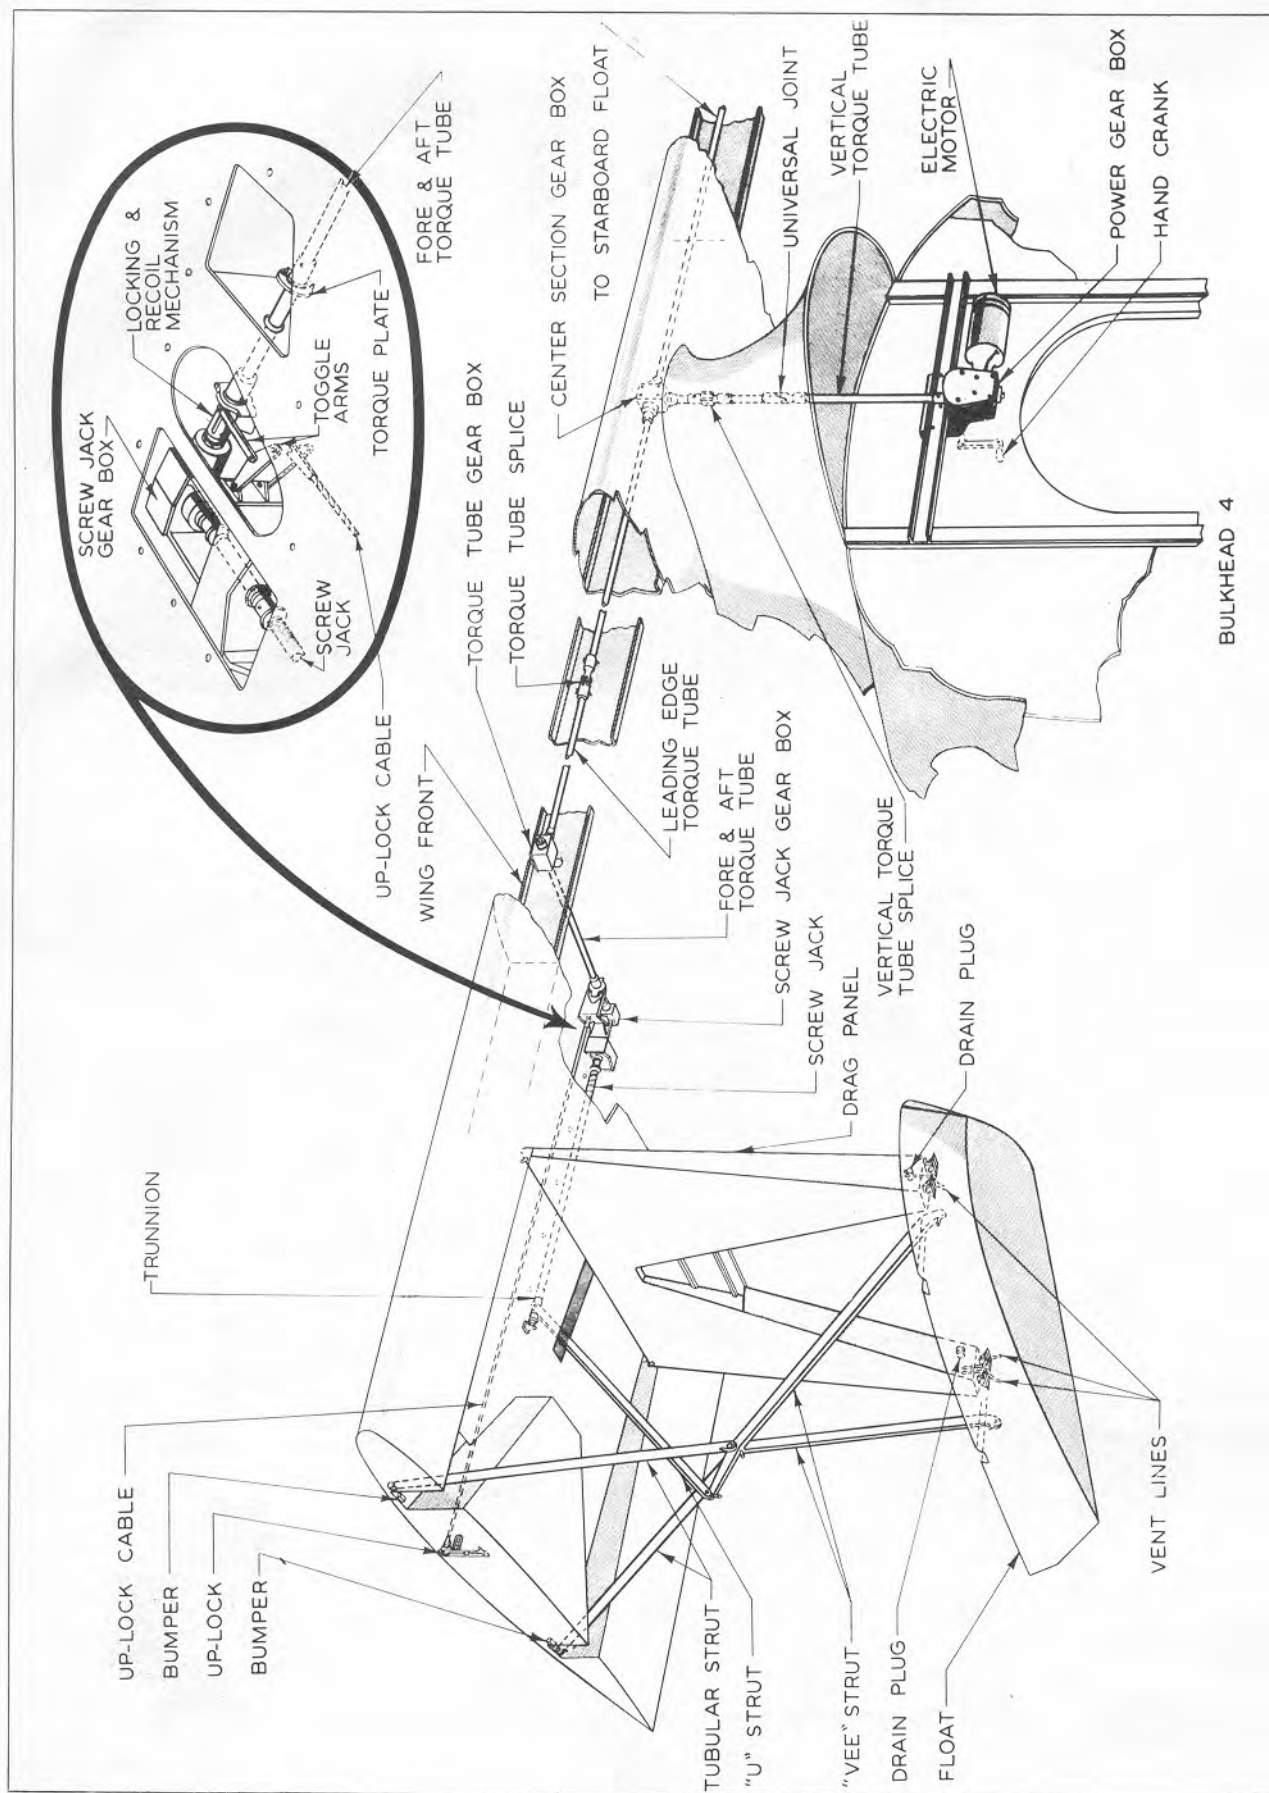 SCREW JACK
GEAR BOX
LOCKING &
RECOIL
MECHANISM
FORE & AFT
TORQUE TUBE
TORQUE PLATE
TOGGLE
ARMS
SCREW
JACK
UP-LOCK CABLE
WING FRONT
TORQUE TUBE GEAR BOX
TORQUE TUBE SPLICE
CENTER SECTION GEAR BOX
TO STARBOARD FLOAT
UNIVERSAL JOINT
VERTICAL
TORQUE TUBE
ELECTRIC
MOTOR
POWER GEAR BOX
HAND CRANK
BULKHEAD 4
LEADING EDGE
TORQUE TUBE
FORE & AFT
TORQUE TUBE
SCREW JACK GEAR BOX
SCREW JACK
DRAG PANEL
VERTICAL TORQUE
TUBE SPLICE
DRAIN PLUG
TRUNNION
UP-LOCK CABLE
BUMPER
UP-LOCK
BUMPER
TUBULAR STRUT
"U" STRUT
"VEE" STRUT
DRAIN PLUG
FLOAT
VENT LINES